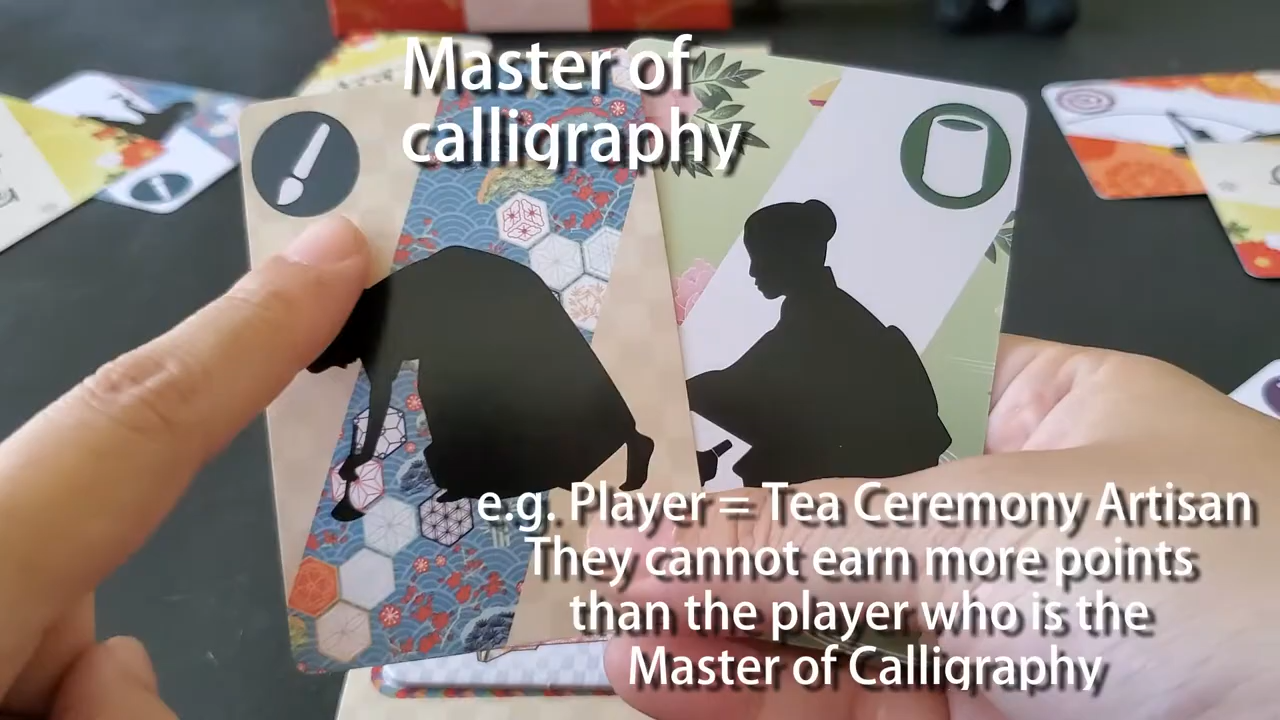 Master of
calligraphy
e.g. Player = Tea Ceremony Artisan
They cannot earn more points
than the player who is the
Master of Calligraphy